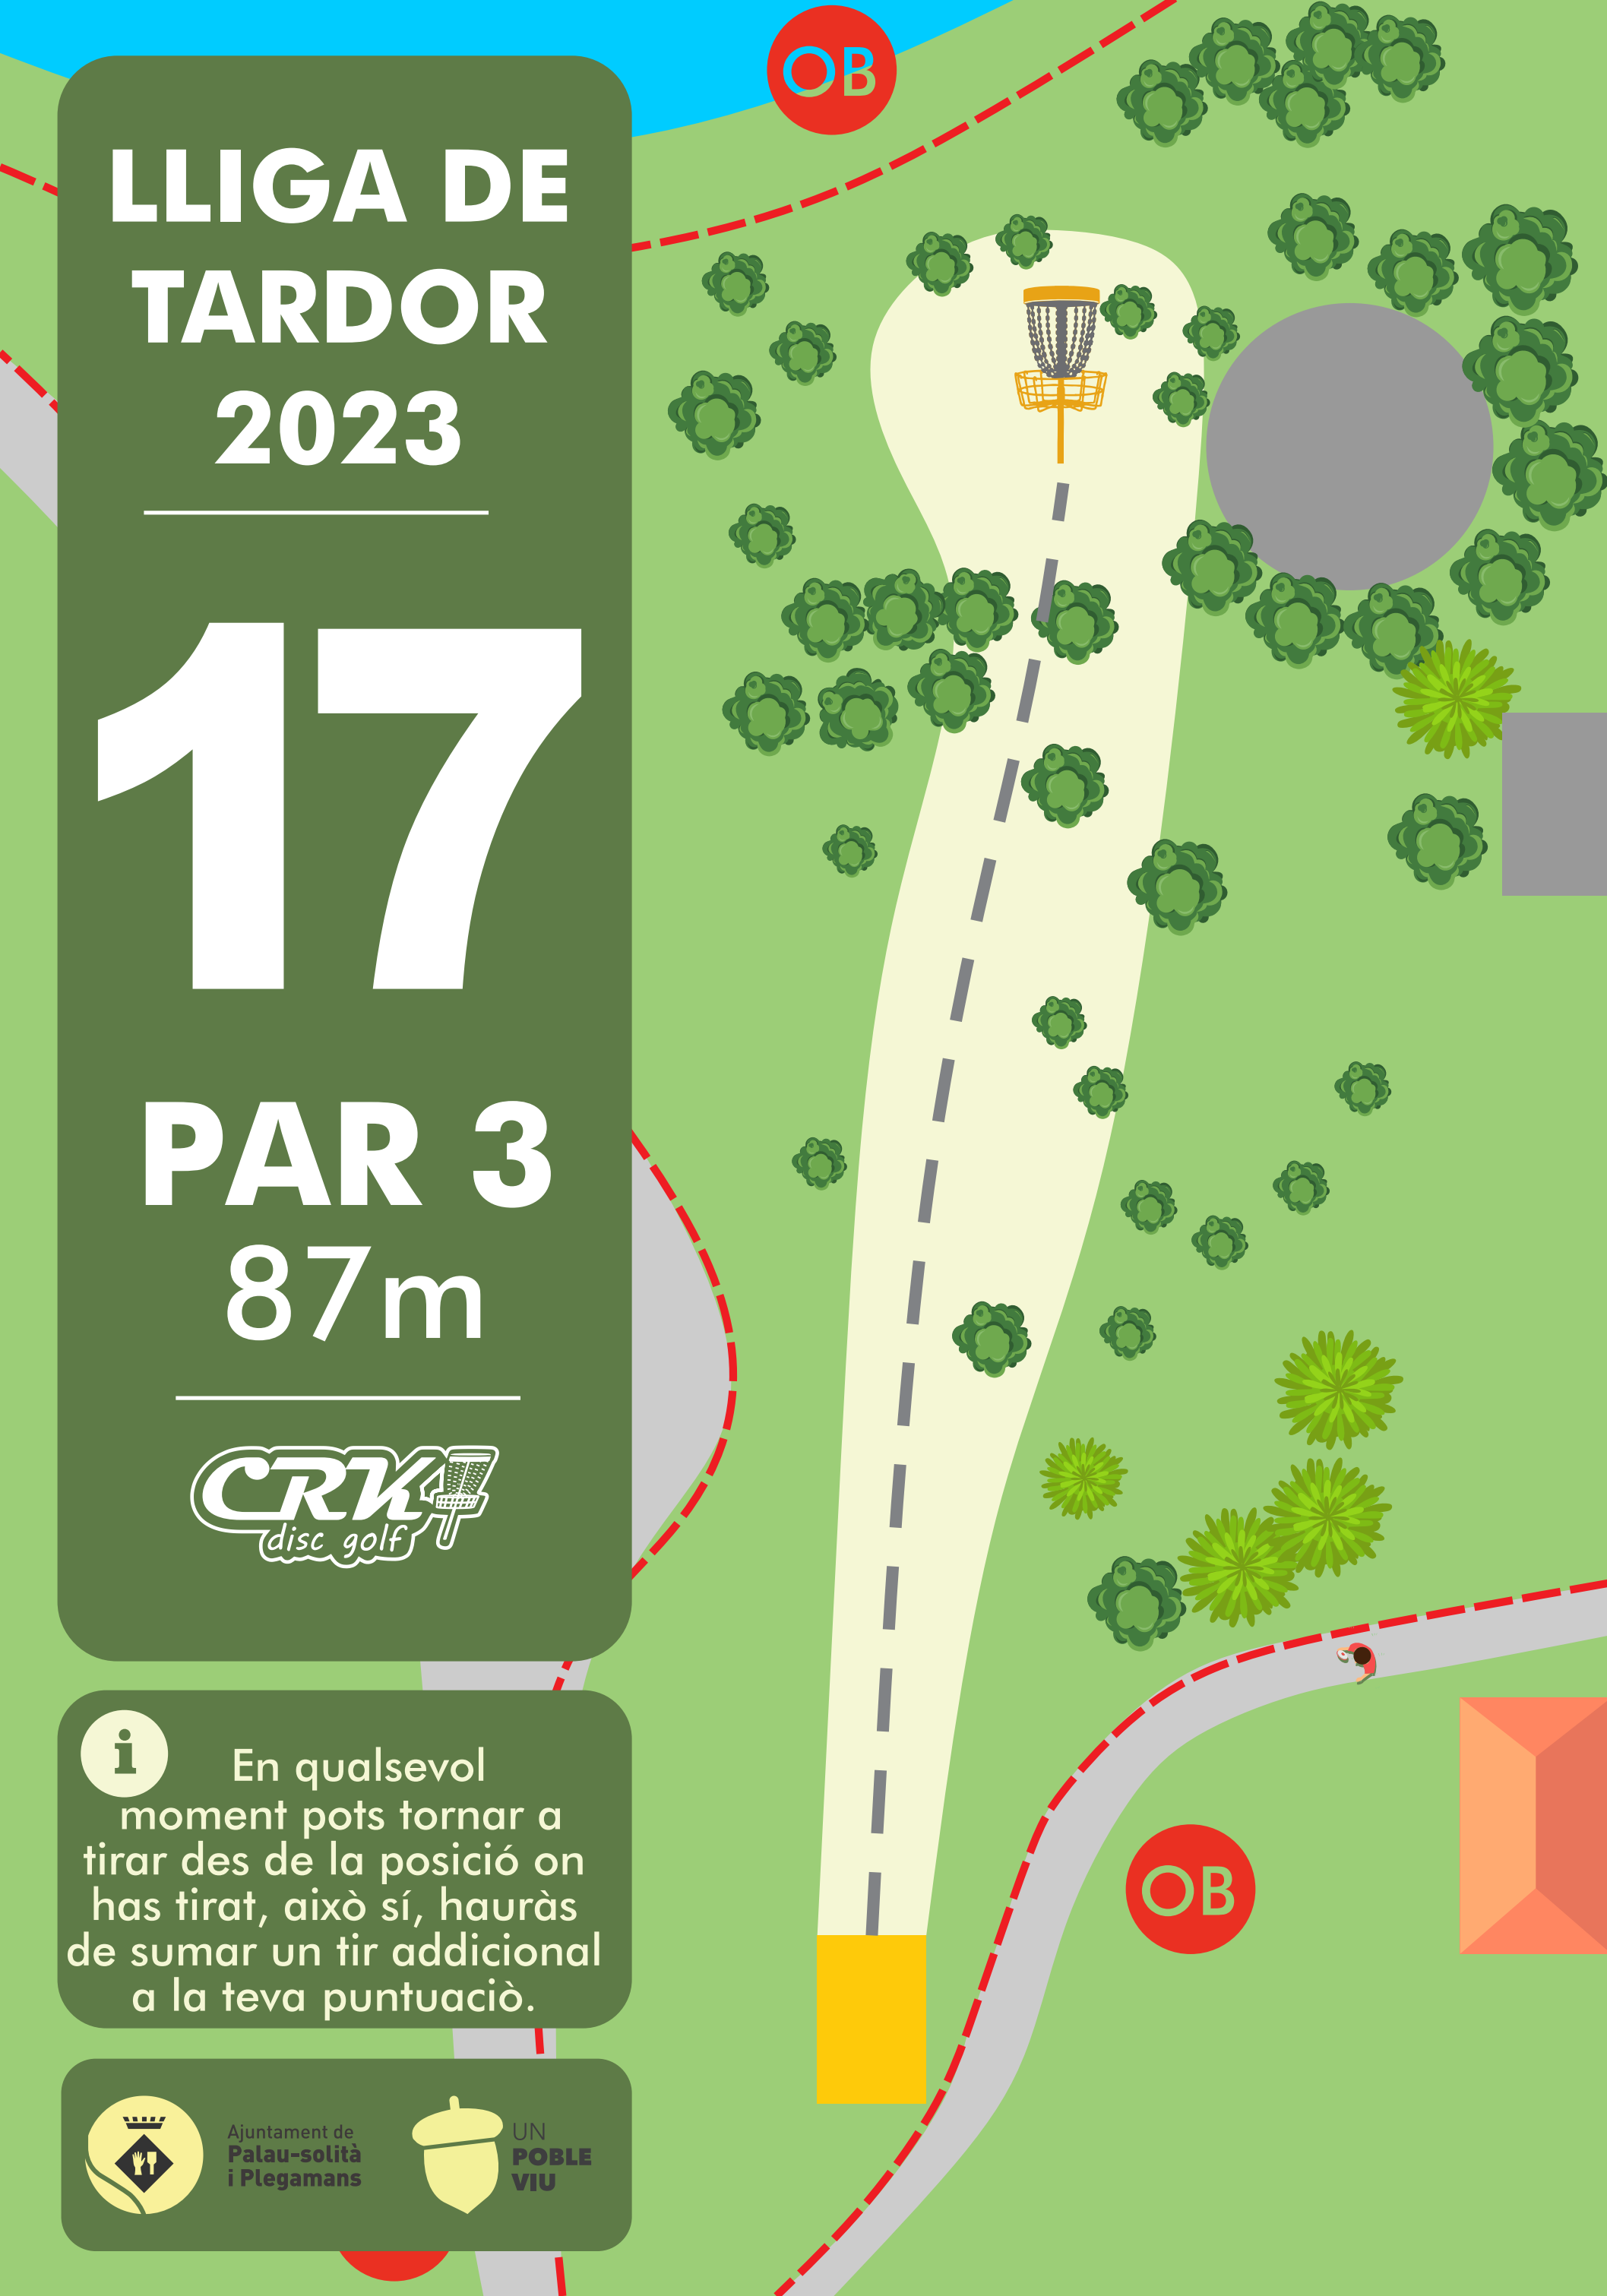 OB
LLIGA DE
TARDOR
2023
17
PAR 3
87m
CRK
disc golf
i
En qualsevol
moment pots tornar a
tirar des de la posició on
has tirat, això sí, hauràs
de sumar un tir addicional
a la teva puntuaciò.
OB
Ajuntament de
Palau-solità
i Plegamans
UN
POBLE
VIU